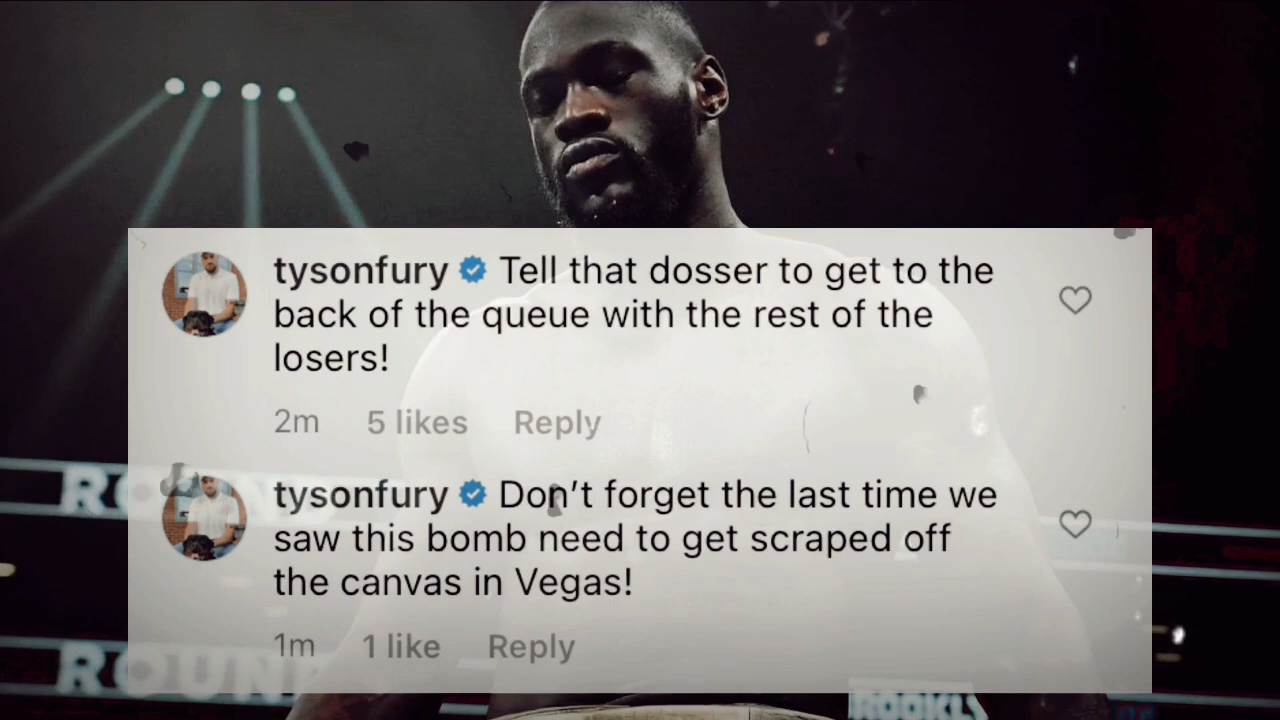 tysonfury Tell that dosser to get to the
back of the queue with the rest of the
losers!
2m 5 likes Reply
tysonfury Don't forget the last time we
saw this bomb need to get scraped off
the canvas in Vegas!
1m 1 like Reply